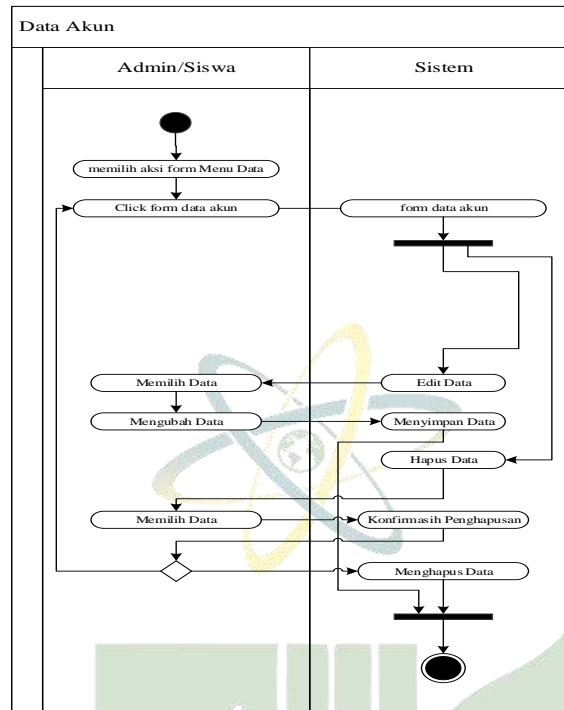 Data Akun
Admin/Siswa
Sistem
memilih aksi form Menu Data
Click form data akun
form data akun
Memilih Data
Edit Data
Mengubah Data
Menyimpan Data
Hapus Data
Memilih Data
Konfirmasih Penghapusan
Menghapus Data